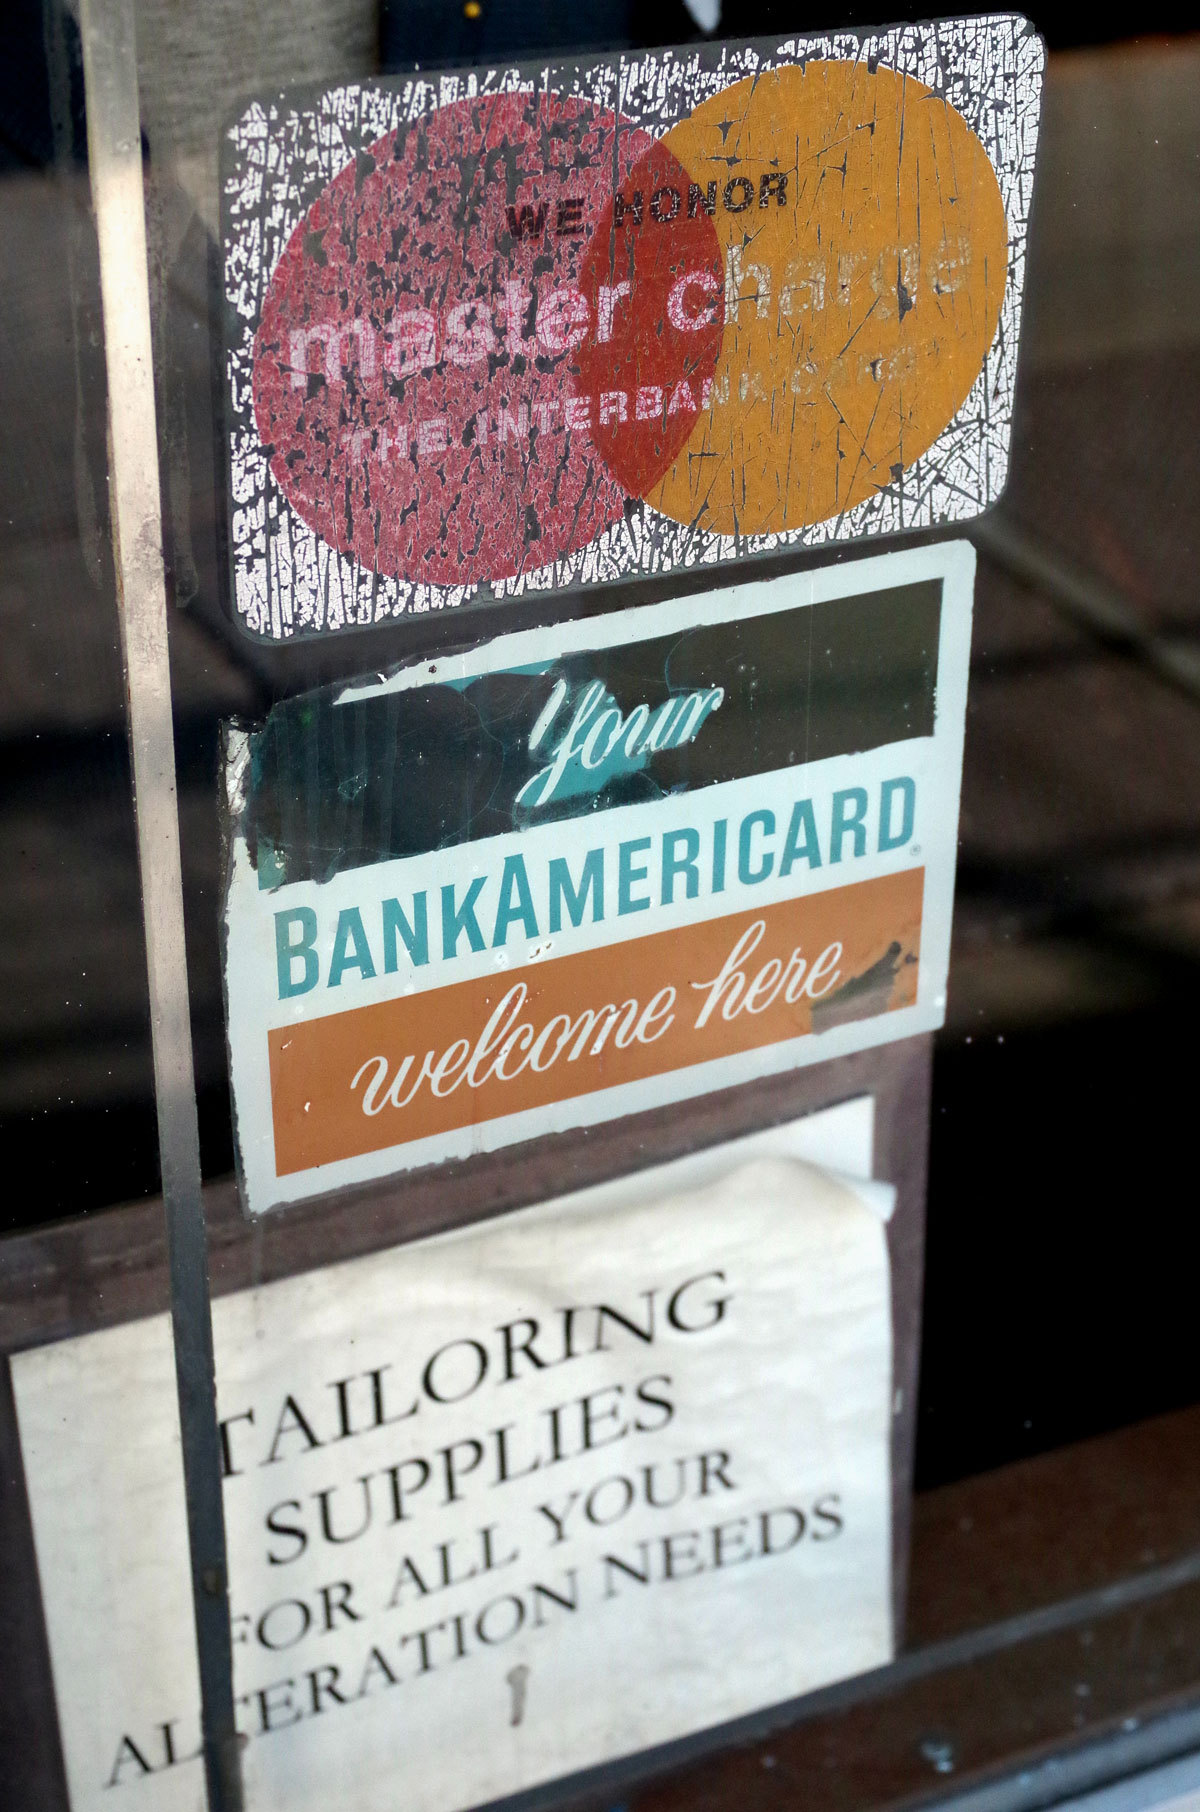 WE HONOR
master charge
THE INTERBANK CARD
Your
BANKAMERICARD®
welcome here
TAILORING
SUPPLIES
FOR ALL YOUR
ALTERATION NEEDS